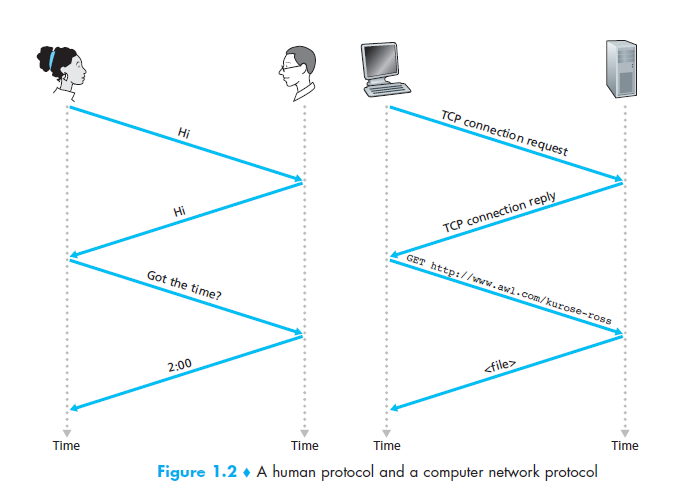 Hi
Hi
Got the time?
2:00
Time
Time
TCP connection request
TCP connection reply
GET http://www.awl.com/kurose-ross
<file>
Time
Time
Figure 1.2 ♦ A human protocol and a computer network protocol